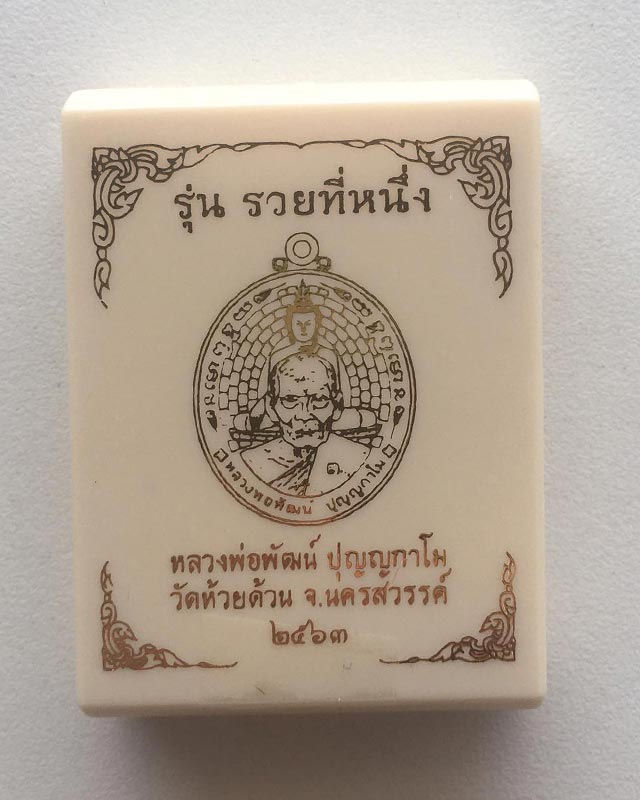 รุ่น รวยที่หนึ่ง
๑
หลวงพ่อพัฒน์ ปุญญกาโม
หลวงพ่อพัฒน์ ปุญญกาโม
วัดห้วยด้วน จ.นครสวรรค์
๒๕๖๓